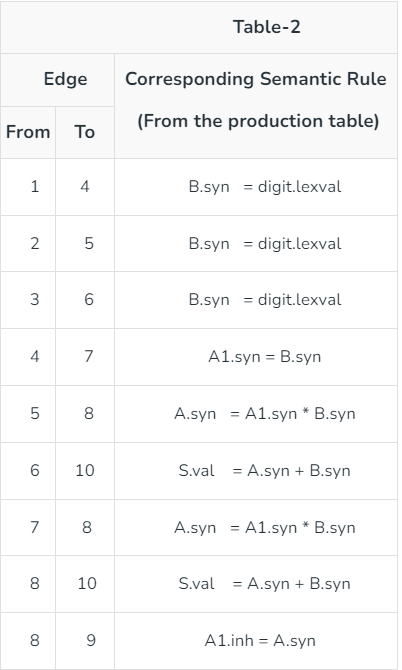 Table-2
Edge
Corresponding Semantic Rule
(From the production table)
From To
1 4 B.syn = digit.lexval
2 5 B.syn = digit.lexval
3 6 B.syn = digit.lexval
4 7 A1.syn = B.syn
5 8 A.syn = A1.syn * B.syn
6 10 S.val = A.syn + B.syn
7 8 A.syn = A1.syn * B.syn
8 10 S.val = A.syn + B.syn
8 9 A1.inh = A.syn